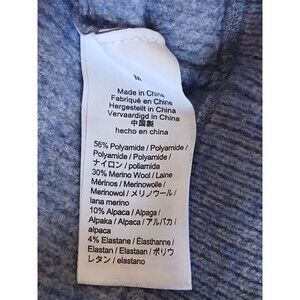 M
Made in China
Fabriqué en Chine
Hergestellt in China
Vervaardigd in China
中国製
hecho en china
56% Polyamide / Polyamide /
Polyamide / Polyamide /
ナイロン / poliamida
30% Merino Wool / Laine
Mérinos / Merinowolle /
Merinowol / メリノウール /
lana merino
10% Alpaca / Alpaga /
Alpaka / Alpaca / アルパカ /
alpaca
4% Elastane / Élasthanne /
Elastan / Elastaan / ポリウ
レタン / elastano